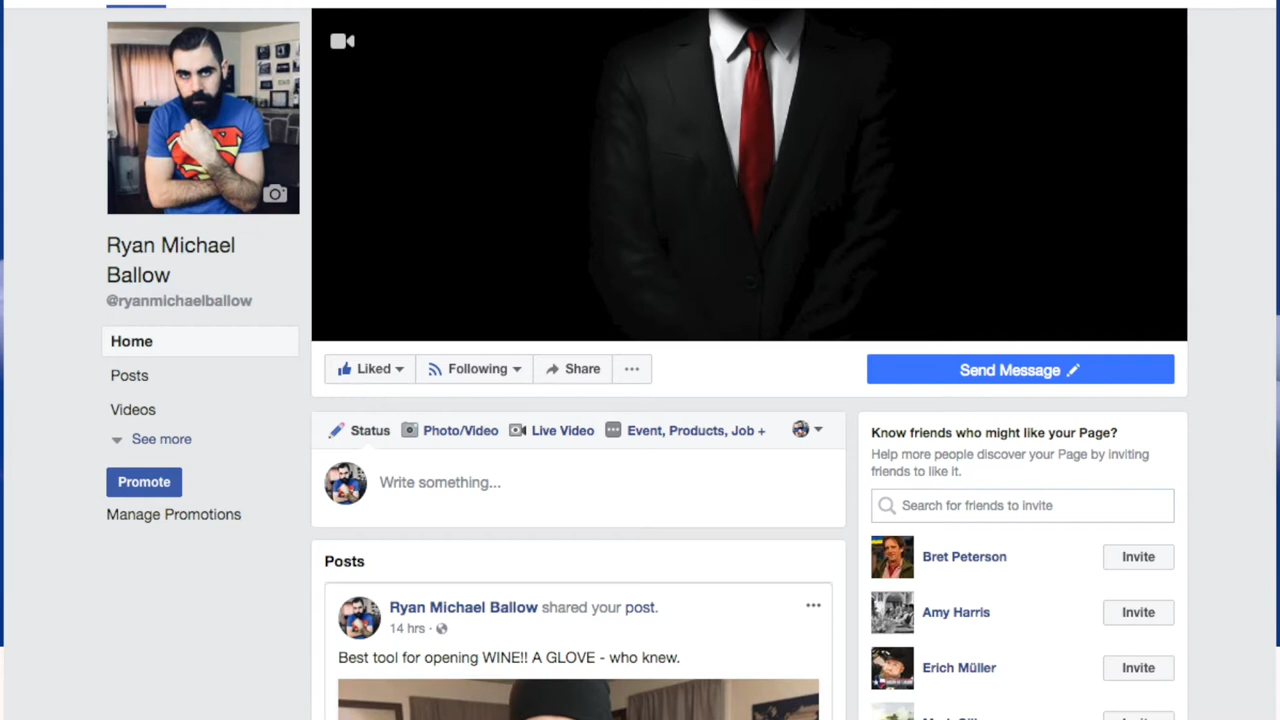 Ryan Michael
Ballow
@ryanmichaelballow
Home
Posts
Videos
See more
Promote
Manage Promotions
Liked
Following
Share
Send Message
Status
Photo/Video
Live Video
Event, Products, Job +
Write something...
Posts
Ryan Michael Ballow shared your post.
14 hrs ·
Best tool for opening WINE!! A GLOVE - who knew.
Know friends who might like your Page?
Help more people discover your Page by inviting
friends to like it.
Search for friends to invite
Bret Peterson
Invite
Amy Harris
Invite
Erich Müller
Invite